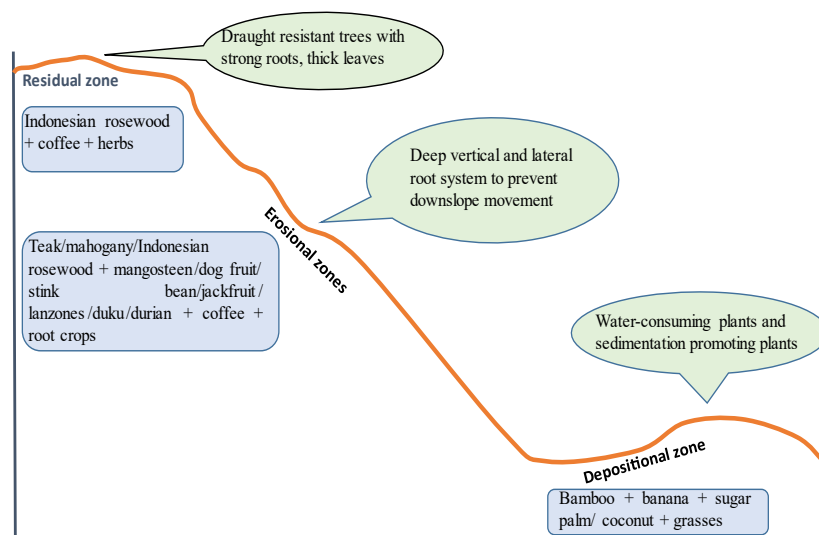 Draught resistant trees with
strong roots, thick leaves
Residual zone
Indonesian rosewood
+ coffee + herbs
Deep vertical and lateral
root system to prevent
downslope movement
Erosional zones
Teak/mahogany/Indonesian
rosewood + mangosteen/dog fruit/
stink bean/jackfruit/
lanzones/duku/durian + coffee +
root crops
Water-consuming plants and
sedimentation promoting plants
Depositional zone
Bamboo + banana + sugar
palm/ coconut + grasses